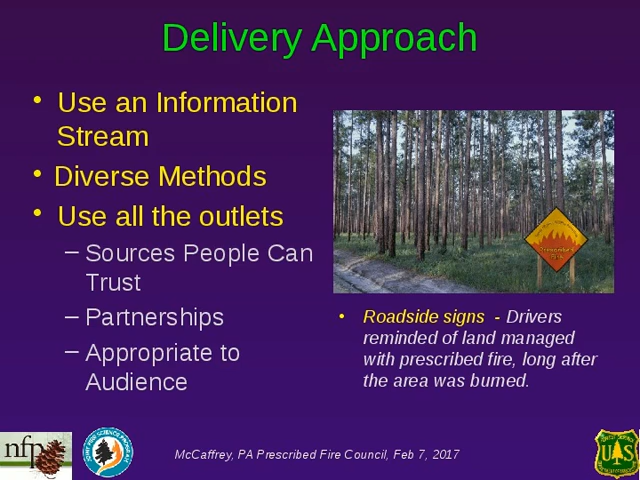 Delivery Approach
• Use an Information
Stream
• Diverse Methods
• Use all the outlets
– Sources People Can
Trust
– Partnerships
– Appropriate to
Audience
• Roadside signs - Drivers
reminded of land managed
with prescribed fire, long after
the area was burned.
nfp
McCaffrey, PA Prescribed Fire Council, Feb 7, 2017
U S